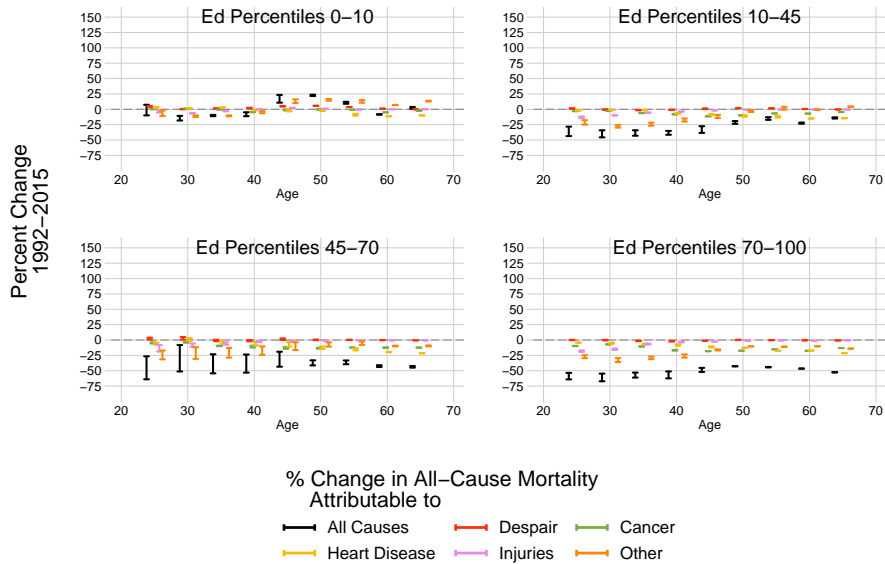 Ed Percentiles 0−10
150
125
100
75
50
25
0
−25
−50
−75
20 30 40 50 60 70
Age
Ed Percentiles 10−45
150
125
100
75
50
25
0
−25
−50
−75
20 30 40 50 60 70
Age
Percent Change
1992−2015
Ed Percentiles 45−70
150
125
100
75
50
25
0
−25
−50
−75
20 30 40 50 60 70
Age
Ed Percentiles 70−100
150
125
100
75
50
25
0
−25
−50
−75
20 30 40 50 60 70
Age
% Change in All−Cause Mortality
Attributable to
All Causes Despair Cancer
Heart Disease Injuries Other